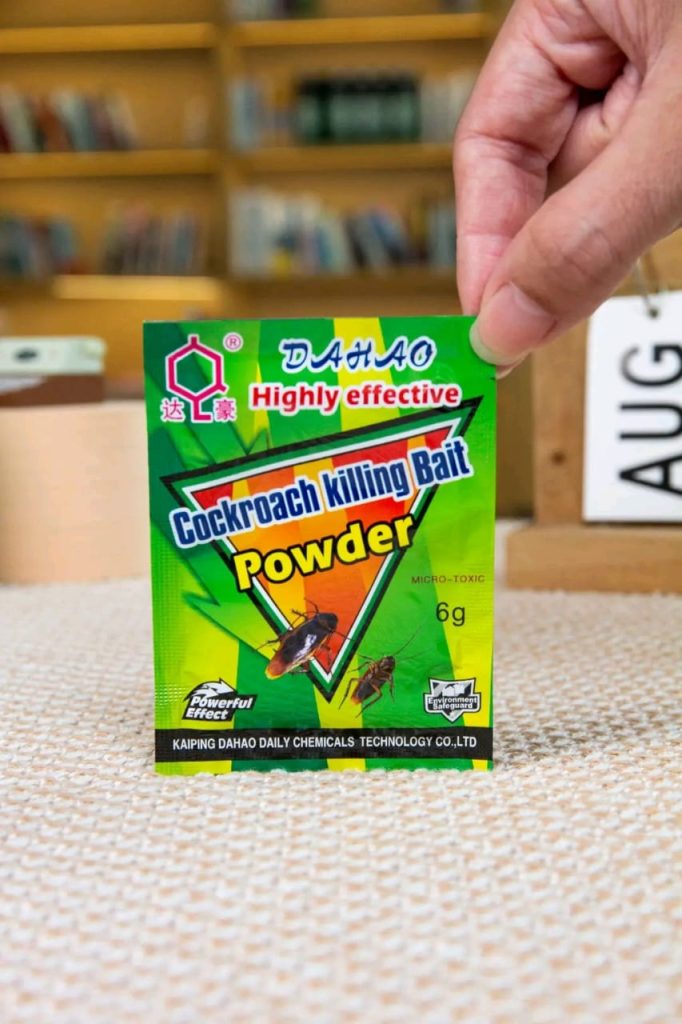 DAHAO
®
达豪
Highly effective
Cockroach killing Bait
Powder
MICRO-TOXIC
6g
Powerful
Effect
Environment
Safeguard
KAIPING DAHAO DAILY CHEMICALS TECHNOLOGY CO.,LTD
AUG